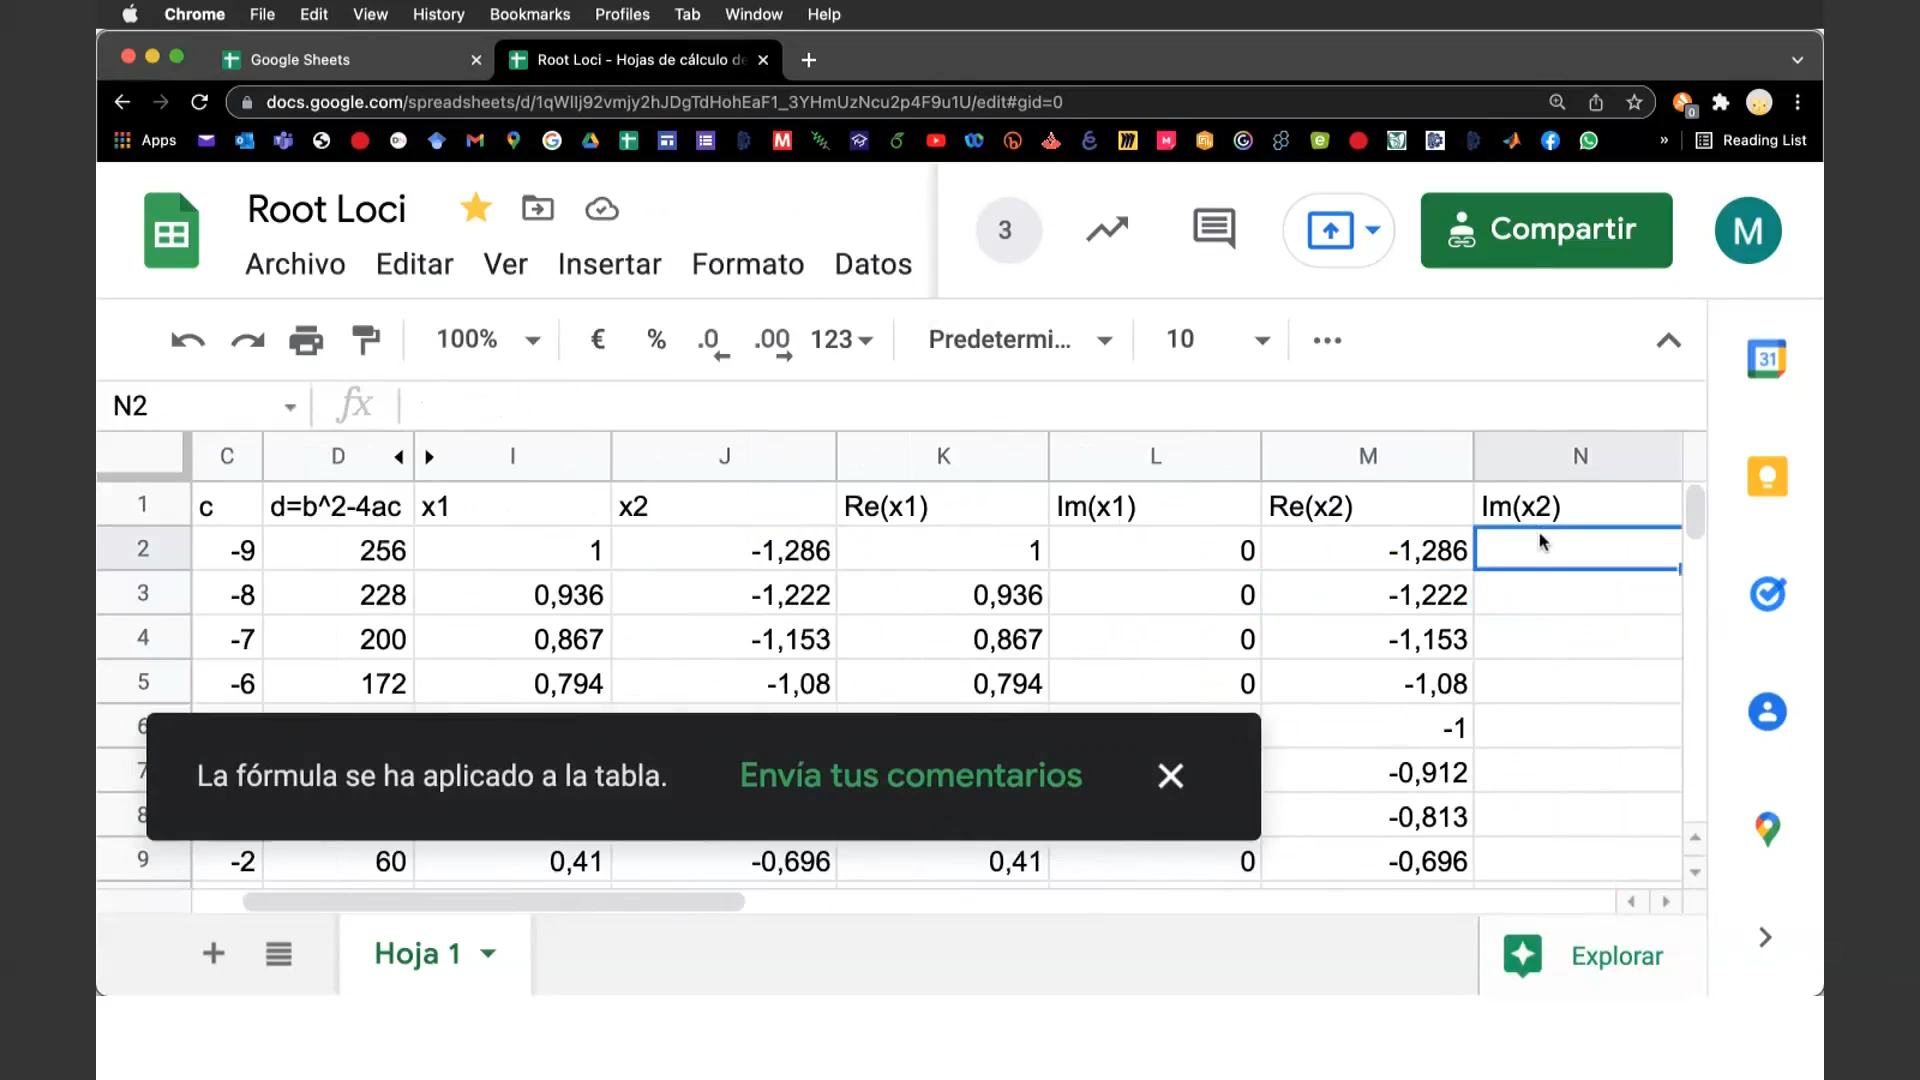 Chrome File Edit View History Bookmarks Profiles Tab Window Help
Google Sheets
Root Loci - Hojas de cálculo de
docs.google.com/spreadsheets/d/1qWIlj92vmjy2hJDgTdHohEaF1_3YHmUzNcu2p4F9u1U/edit#gid=0
0
Apps
Reading List
Root Loci
3
Compartir
M
Archivo Editar Ver Insertar Formato Datos
100% € % .0 .00 123 Predetermi... 10
31
N2
fx
C D I J K L M N
1 c d=b^2-4ac x1 x2 Re(x1) Im(x1) Re(x2) Im(x2)
2 -9 256 1 -1,286 1 0 -1,286
3 -8 228 0,936 -1,222 0,936 0 -1,222
4 -7 200 0,867 -1,153 0,867 0 -1,153
5 -6 172 0,794 -1,08 0,794 0 -1,08
6 -1
7 -0,912
8 -0,813
La fórmula se ha aplicado a la tabla. Envía tus comentarios
9 -2 60 0,41 -0,696 0,41 0 -0,696
Hoja 1
Explorar